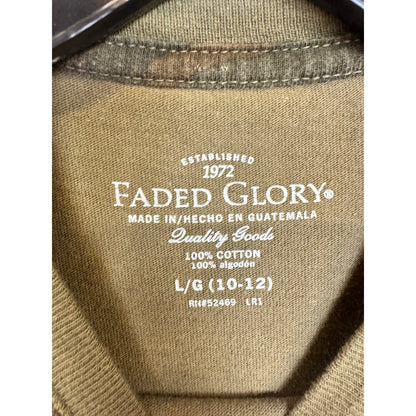 ESTABLISHED
1972
FADED GLORY®
MADE IN/HECHO EN GUATEMALA
Quality Goods
100% COTTON
100% algodón
L/G (10-12)
RN#52469 LR1